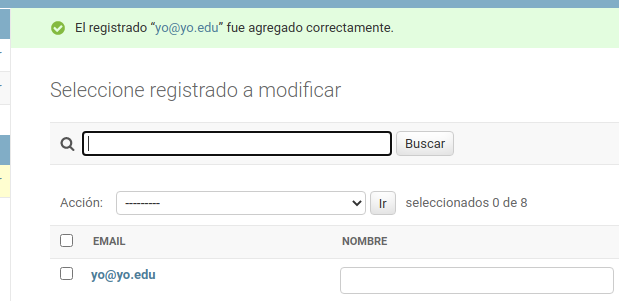 El registrado “yo@yo.edu” fue agregado correctamente.
Seleccione registrado a modificar
Buscar
Acción: --------- Ir seleccionados 0 de 8
EMAIL NOMBRE
yo@yo.edu